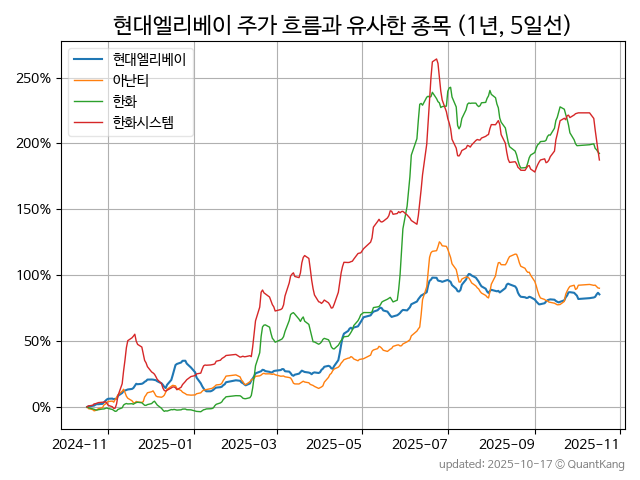 현대엘리베이 주가 흐름과 유사한 종목 (1년, 5일선)
현대엘리베이
아난티
한화
한화시스템
250%
200%
150%
100%
50%
0%
2024-11
2025-01
2025-03
2025-05
2025-07
2025-09
2025-11
updated: 2025-10-17 © QuantKang